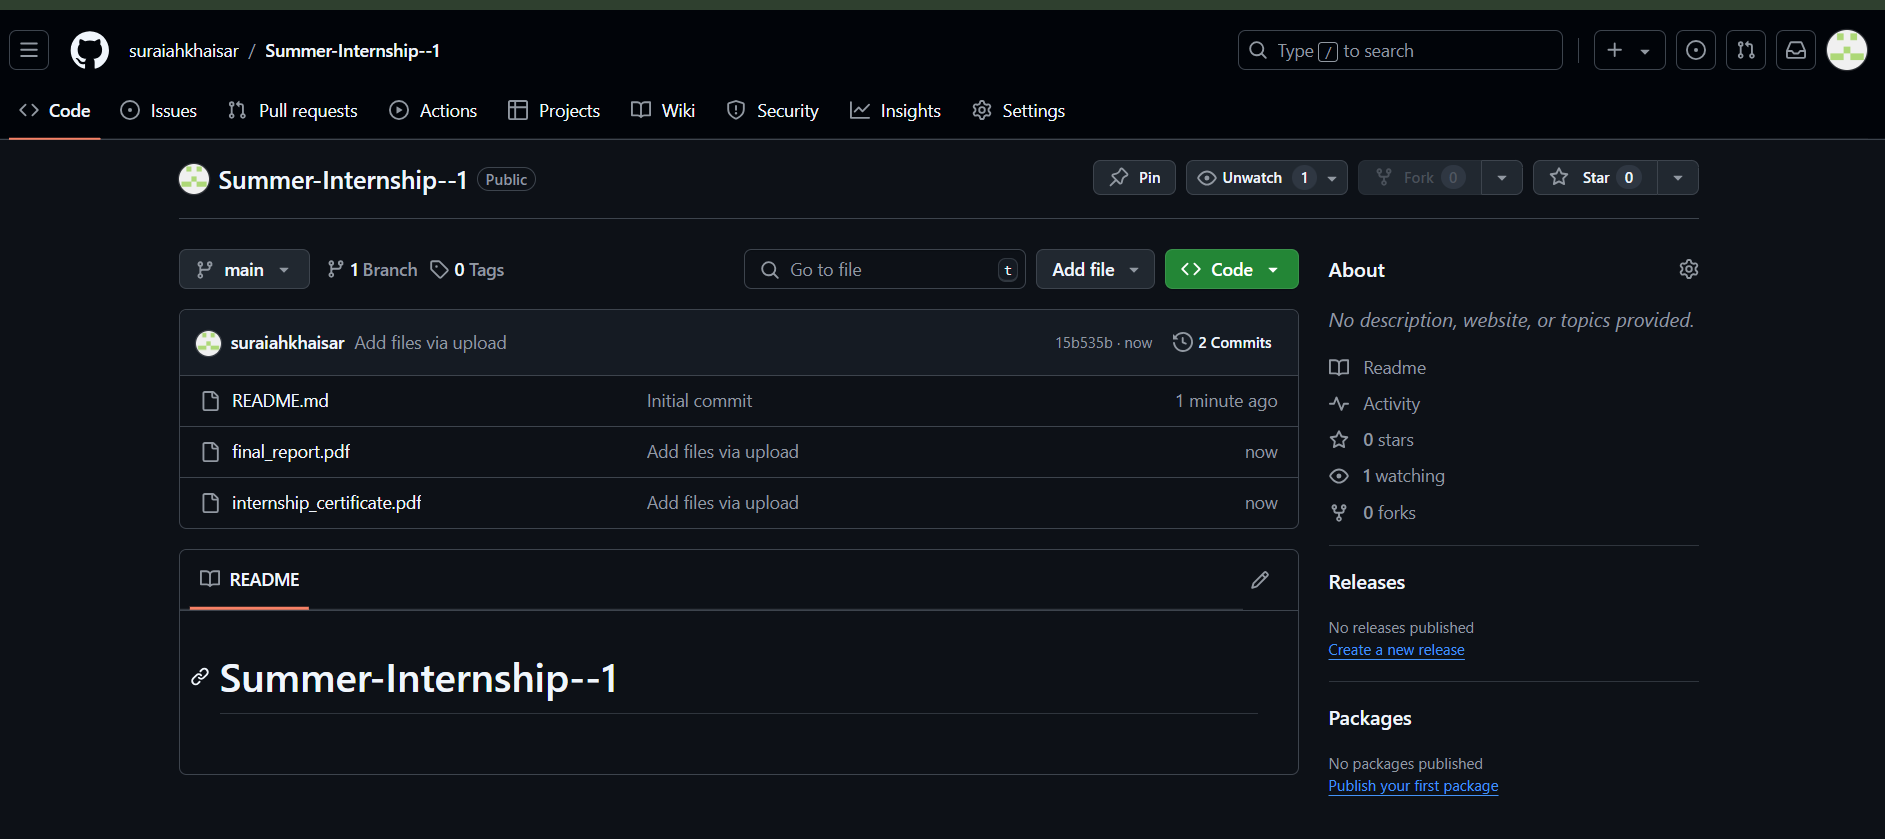 suraiahkhaisar / Summer-Internship--1
Type / to search
Code Issues Pull requests Actions Projects Wiki Security Insights Settings
Summer-Internship--1 Public
Pin Unwatch 1 Fork 0 Star 0
main 1 Branch 0 Tags Go to file t Add file Code
suraiahkhaisar Add files via upload 15b535b · now 2 Commits
README.md Initial commit 1 minute ago
final_report.pdf Add files via upload now
internship_certificate.pdf Add files via upload now
README
Summer-Internship--1
About
No description, website, or topics provided.
Readme
Activity
0 stars
1 watching
0 forks
Releases
No releases published
Create a new release
Packages
No packages published
Publish your first package